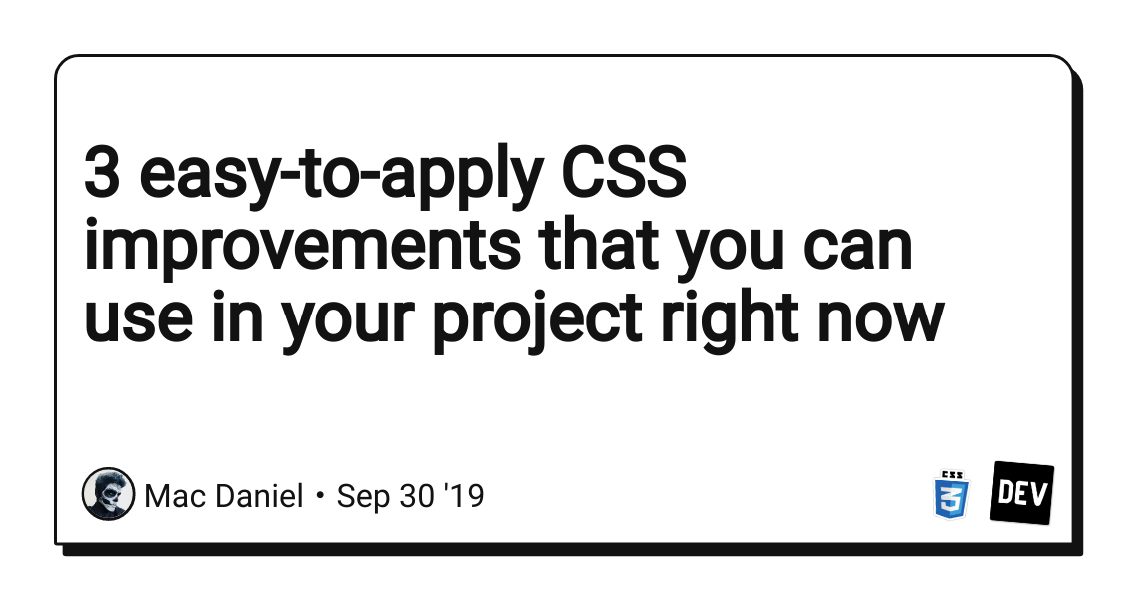 3 easy-to-apply CSS
improvements that you can
use in your project right now
Mac Daniel • Sep 30 '19
CSS
3
DEV